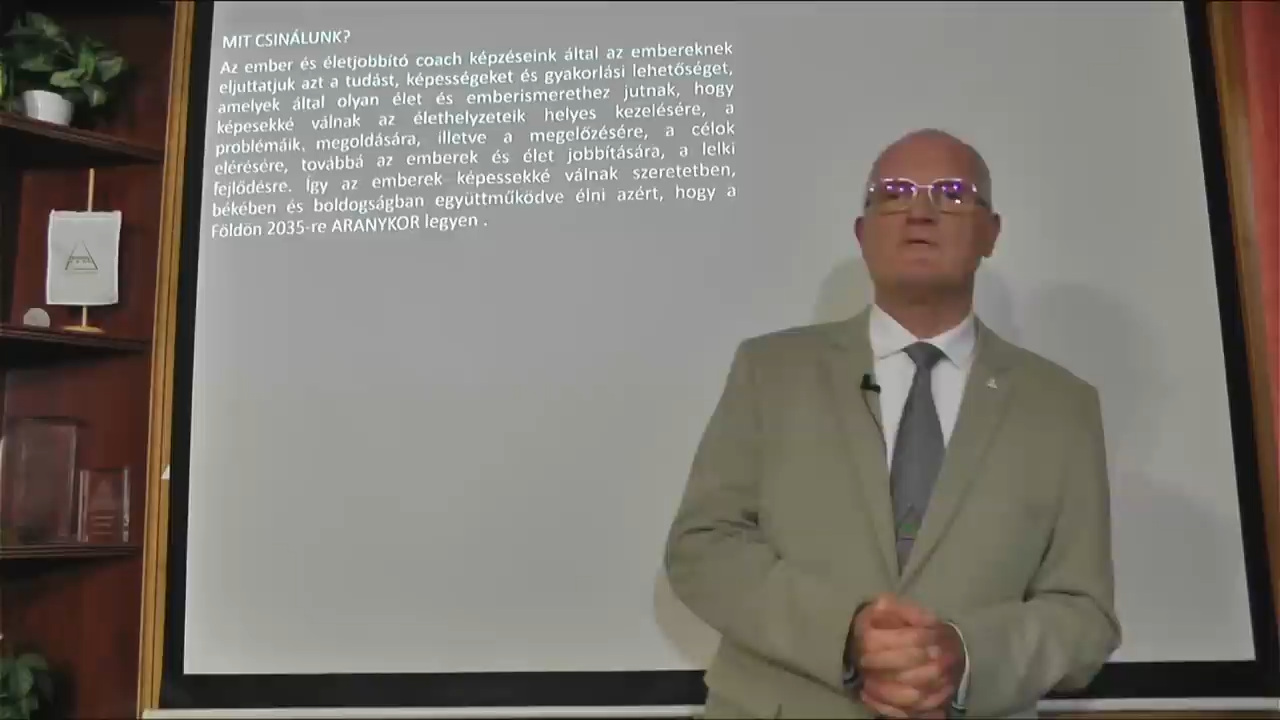 MIT CSINÁLUNK?
Az ember és életjobbító coach képzéseink által az embereknek
eljuttatjuk azt a tudást, képességeket és gyakorlási lehetőséget,
amelyek által olyan élet és emberismerethez jutnak, hogy
képesekké válnak az élethelyzeteik helyes kezelésére, a
problémáik, megoldására, illetve a megelőzésére, a célok
elérésére, továbbá az emberek és élet jobbítására, a lelki
fejlődésre. Így az emberek képessekké válnak szeretetben,
békében és boldogságban együttműködve élni azért, hogy a
Földön 2035-re ARANYKOR legyen .